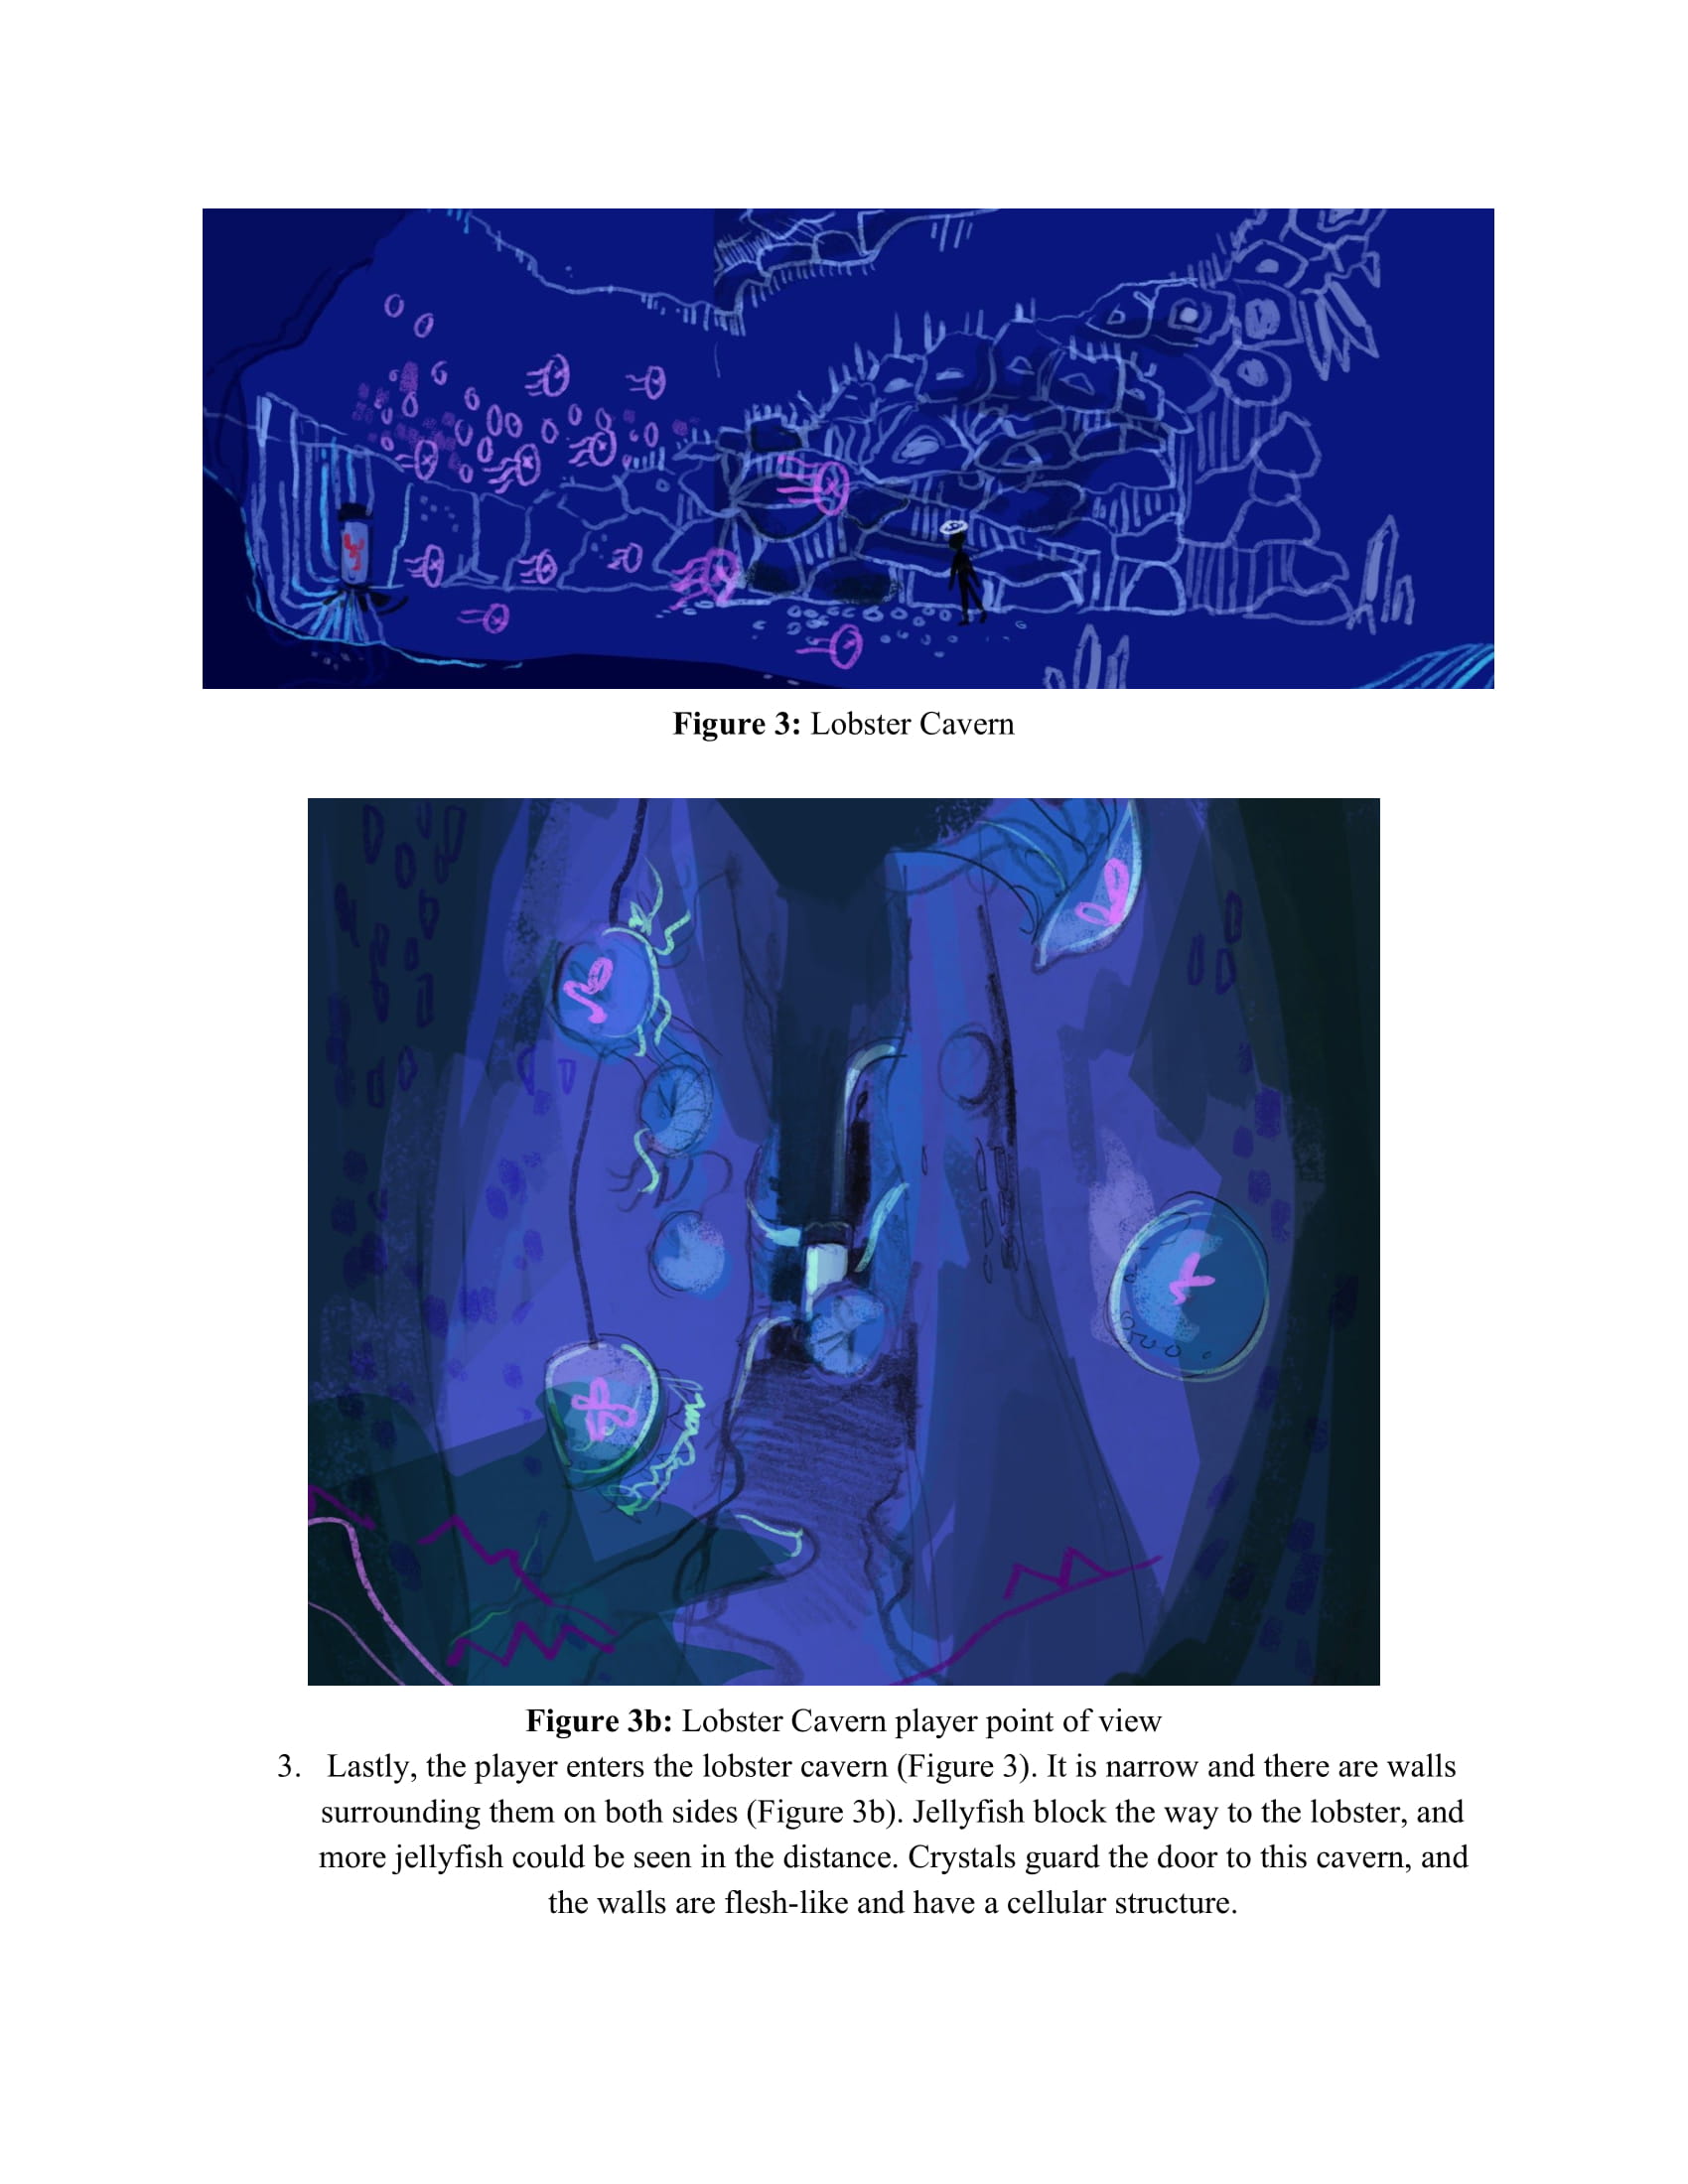 Figure 3: Lobster Cavern
Figure 3b: Lobster Cavern player point of view
3. Lastly, the player enters the lobster cavern (Figure 3). It is narrow and there are walls
surrounding them on both sides (Figure 3b). Jellyfish block the way to the lobster, and
more jellyfish could be seen in the distance. Crystals guard the door to this cavern, and
the walls are flesh-like and have a cellular structure.